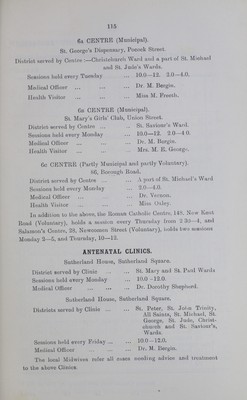 115
6A CENTRE (Municipal).
St. George's Dispensary, Pocock Street.
District served by Centre :—Christchurch Ward and a part of St. Michael
and St. Jude's Wards.
Sessions held every Tuesday ... 10.0—12. 2.0—4.0.
Medical Officer ... ... ... Dr. M. Bergin.
Health Visitor ... ... ... Miss M. Freeth.
6B CENTRE (Municipal).
St. Mary's Girls' Club, Union Street.
District served by Centre ... ... St. Saviour's Ward.
Sessions held every Monday ... 10.0—12. 2.0—4.0.
Medical Officer ... ... ... Dr. M. Bergin.
Health Visitor ... ... ... Mrs. M. E. George.
6C CENTRE (Partly Municipal and partly Voluntary).
86, Borough Road.
District served by Centre ... ... A part of St. Michael's Ward
Sessions held every Monday ... 2.0—4.0.
Medical Officer ... ... ... Dr. Vernon.
Health Visitor ... ... ... Miss Oxley.
In addition to the above, the Roman Catholic Centre, 148, New Kent
Road (Voluntary), holds a session every Thursday from 2.30—4, and
Salamon's Centre, 28, Newcomen Street (Voluntary), holds two sessions
Monday 2—5, and Thursday, 10—12.
ANTENATAL CLINICS.
Sutherland House, Sutherland Square.
District served by Clinic ... ... St. Mary and St. Paul Wards
Sessions held every Monday ... 10.0—12.0.
Medical Officer ... ... ... Dr. Dorothy Shepherd.
Sutherland House, Sutherland Square.
Districts served by Clinic ... ... St. Peter, St. John Trinity,
All Saints, St. Michael, St.
George, St. Jude, Christ-
church and St. Saviour's,
Wards.
Sessions held every Friday ... ... 10.0—12.0.
Medical Officer ... ... ... Dr. M. Bergin.
The local Midwives refer all cases needing advice and treatment
to the above Clinics.